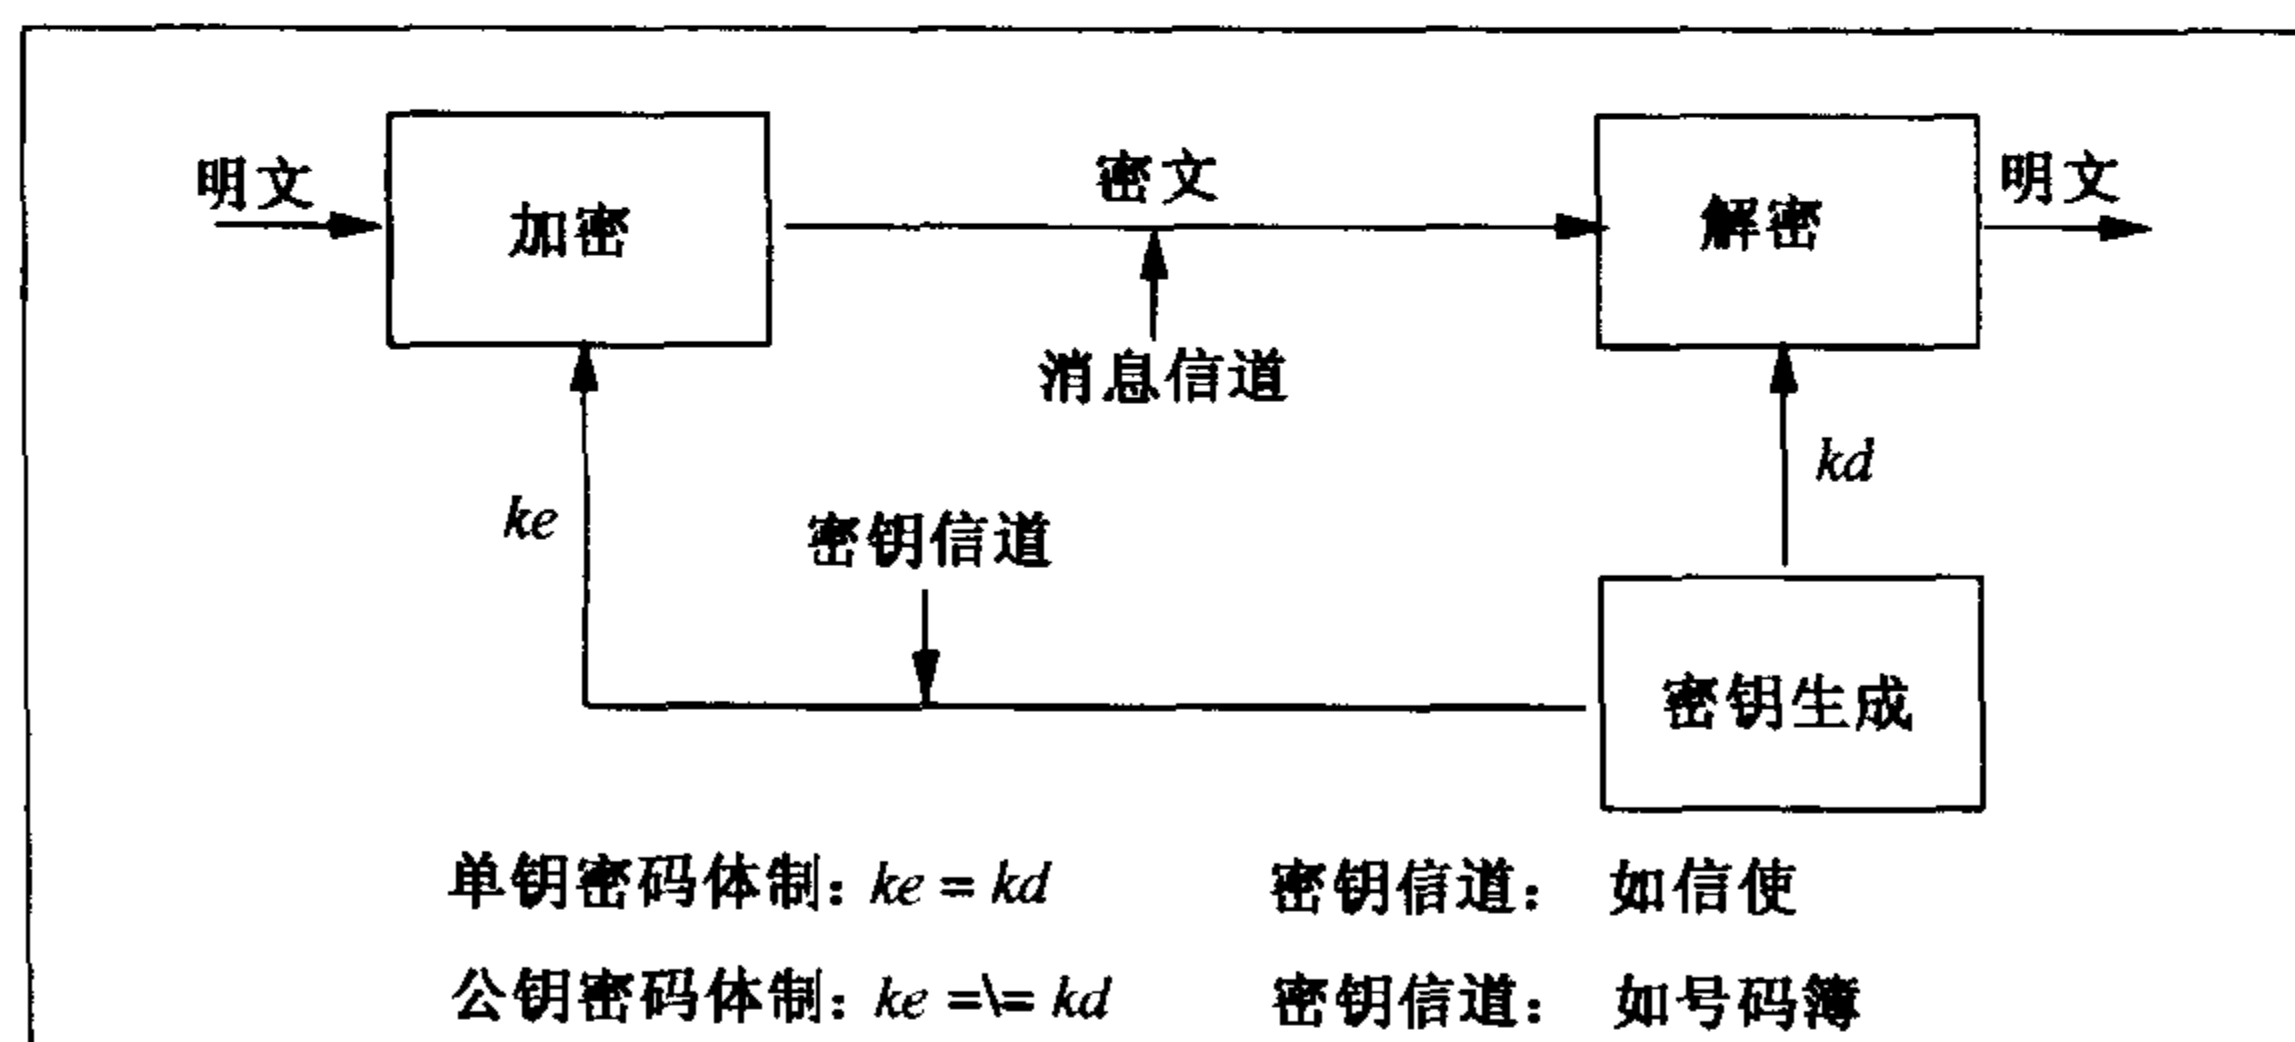 明文
加密
密文
解密
明文
消息信道
kd
ke
密钥信道
密钥生成
单钥密码体制: ke = kd
密钥信道: 如信使
公钥密码体制: ke =\= kd
密钥信道: 如号码簿